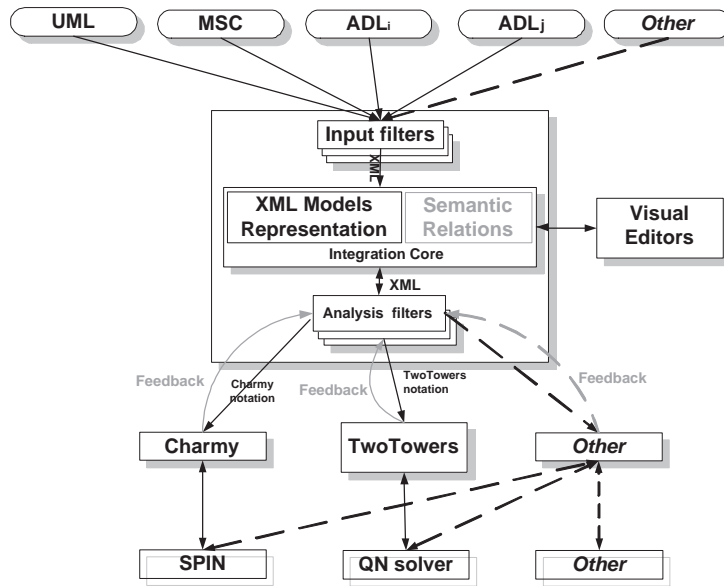 UML
MSC
ADLi
ADLj
Other
Input filters
XML
XML Models
Representation
Semantic
Relations
Integration Core
Visual
Editors
XML
Analysis filters
Feedback
Charmy
notation
Feedback
TwoTowers
notation
Feedback
Charmy
TwoTowers
Other
SPIN
QN solver
Other